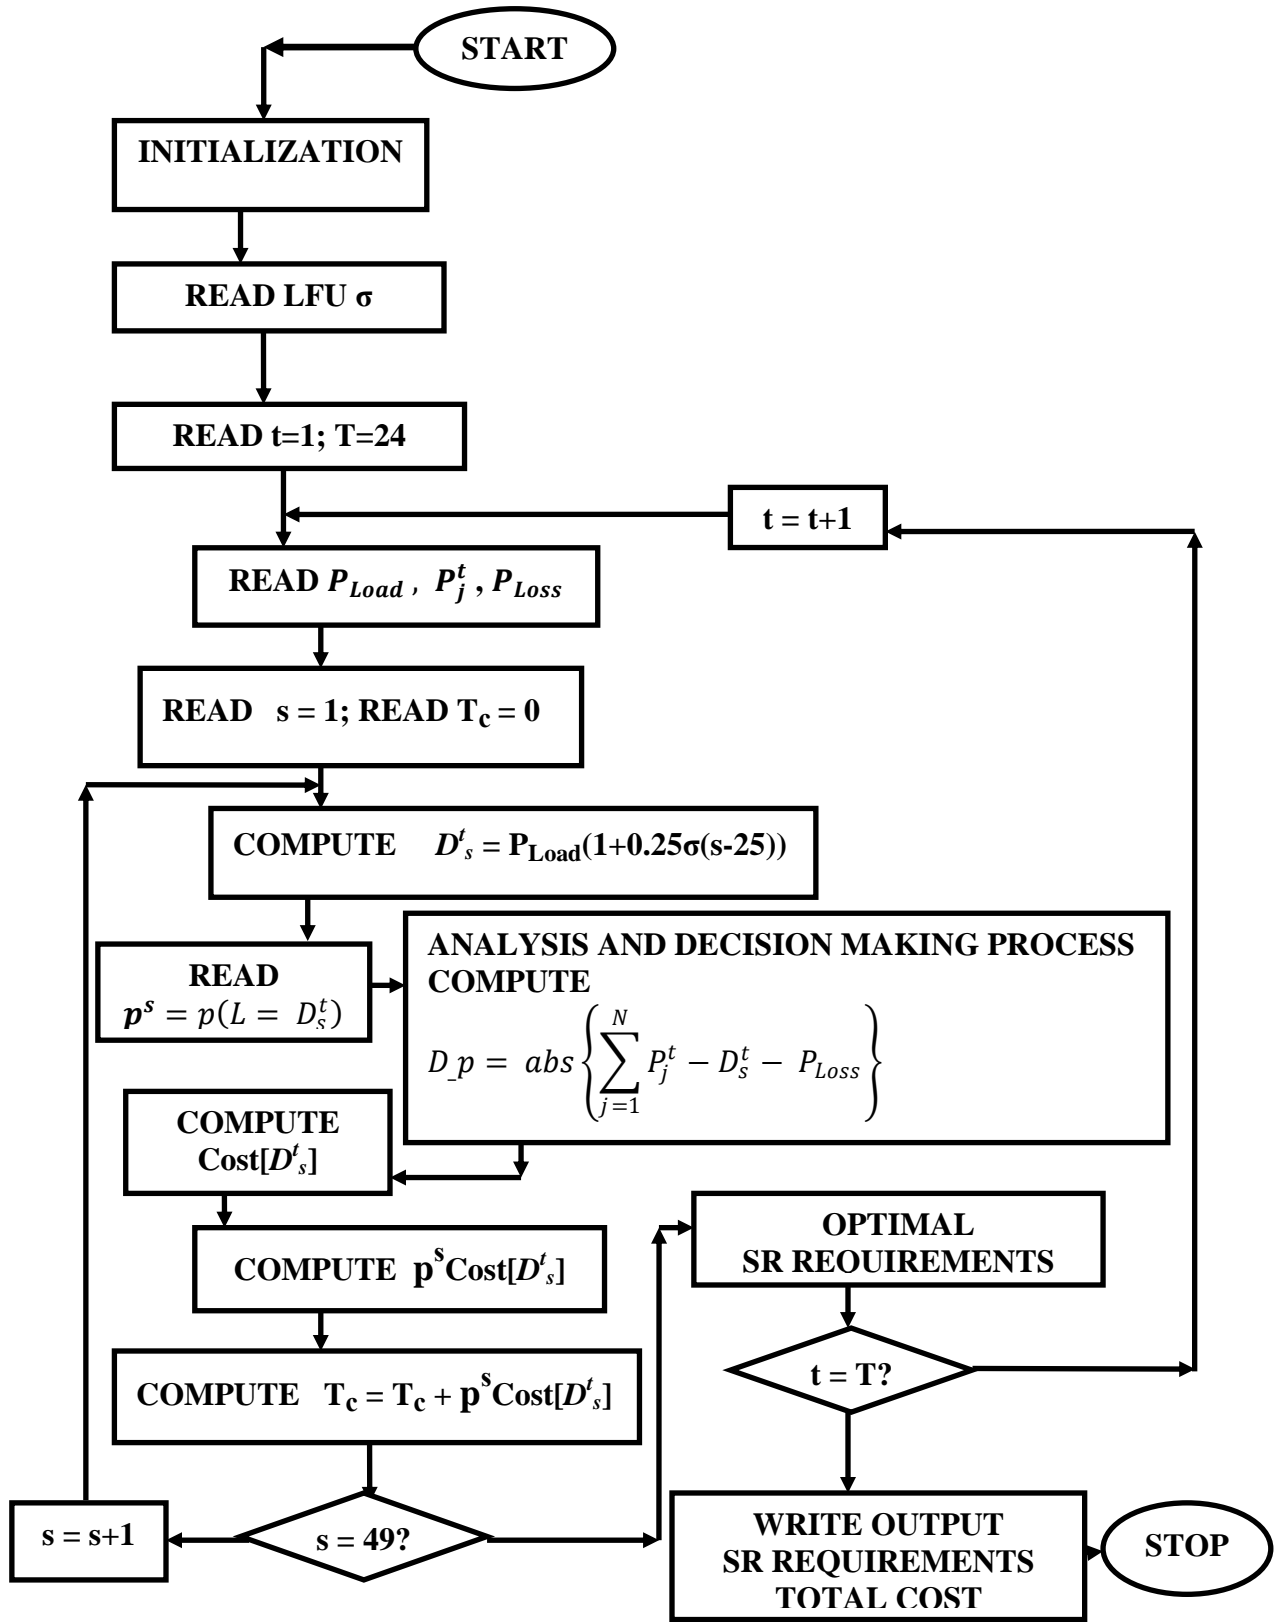 START
INITIALIZATION
READ LFU σ
READ t=1; T=24
t = t+1
READ P_Load , P_j^t , P_Loss
READ s = 1; READ T_c = 0
COMPUTE D^t_s = P_Load(1+0.25σ(s-25))
READ
p^s = p(L = D_s^t)
ANALYSIS AND DECISION MAKING PROCESS
COMPUTE
D_p = abs {∑_{j=1}^{N} P_j^t − D_s^t − P_Loss}
COMPUTE
Cost[D^t_s]
COMPUTE p^s Cost[D^t_s]
COMPUTE T_c = T_c + p^s Cost[D^t_s]
s = 49?
s = s+1
OPTIMAL
SR REQUIREMENTS
t = T?
WRITE OUTPUT
SR REQUIREMENTS
TOTAL COST
STOP